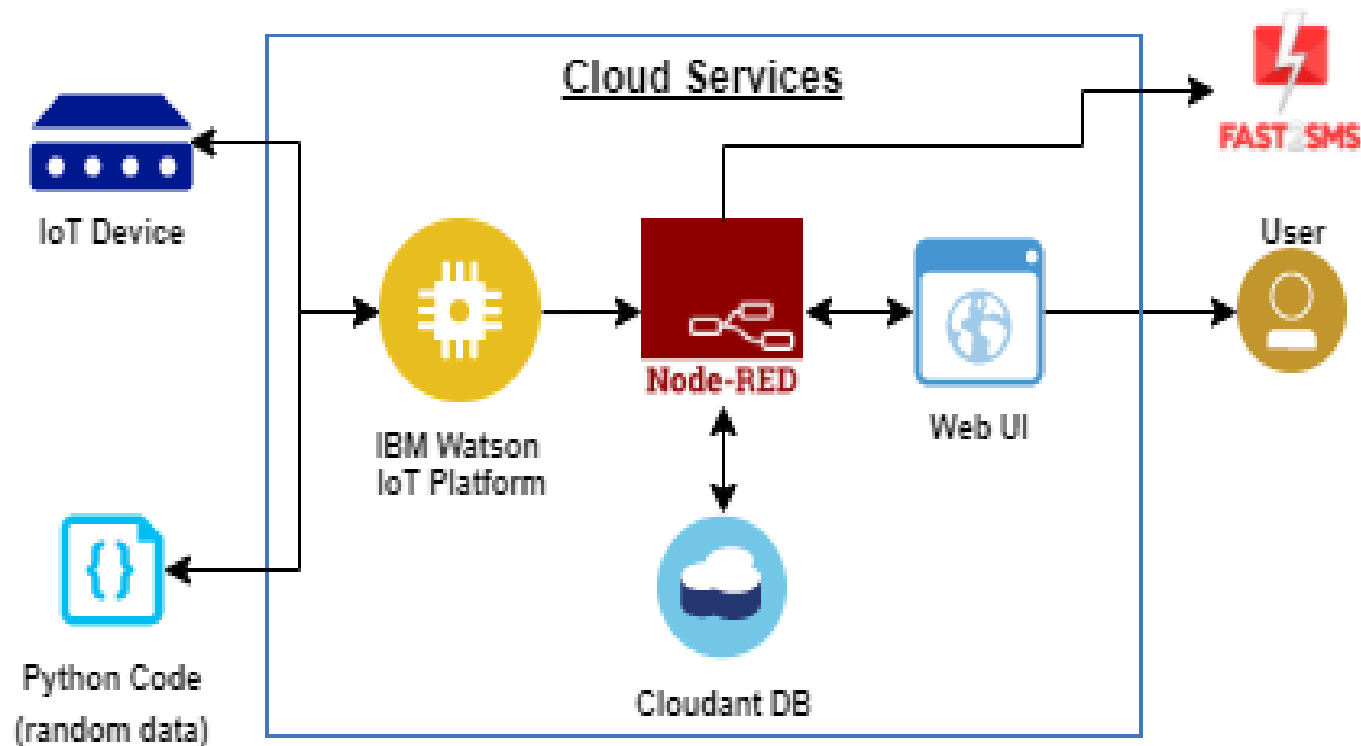 Cloud Services
FAST2SMS
IoT Device
User
Node-RED
Web UI
IBM Watson
IoT Platform
Python Code
(random data)
Cloudant DB